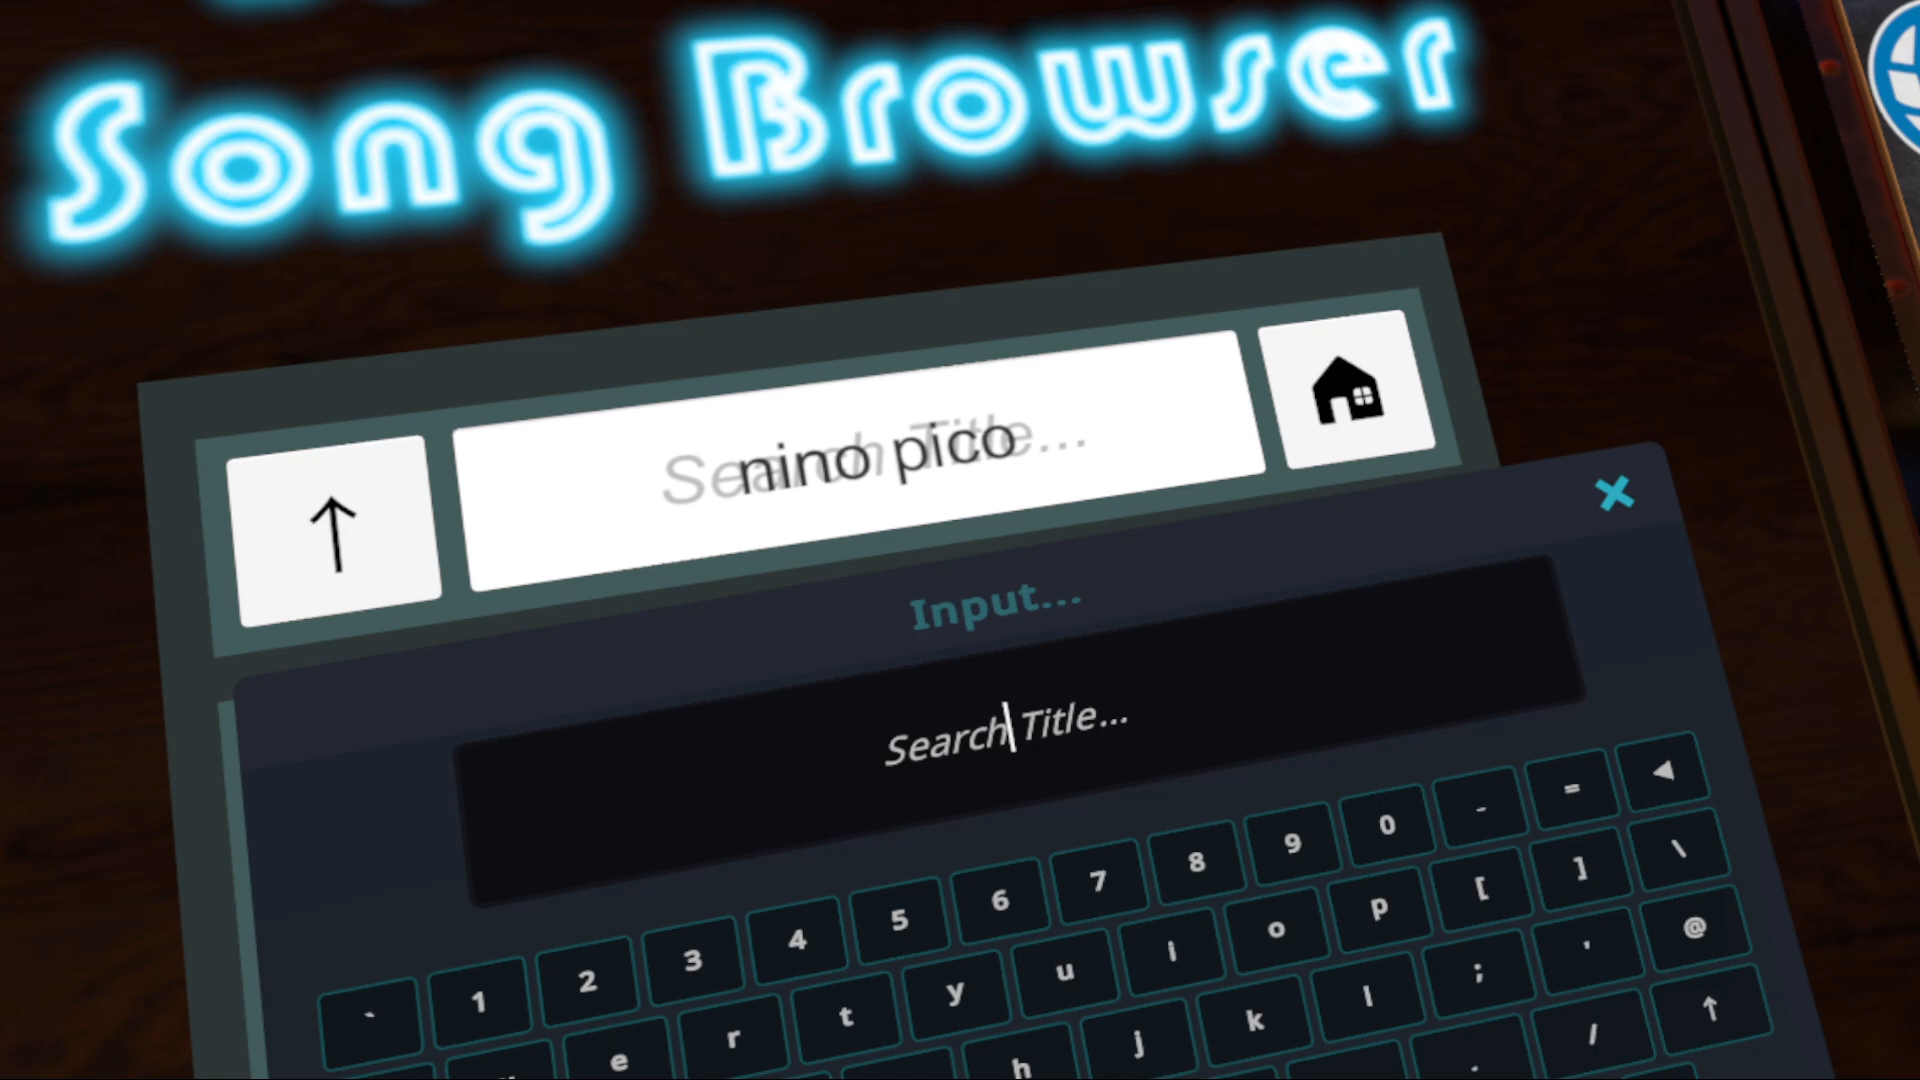 Song Browser
↑
Search Title...
nino pico
Input...
Search Title...
` 1 2 3 4 5 6 7 8 9 0 - = ◀
e r t y u i o p [ ] \
h j k l ; ' @
. / ↑